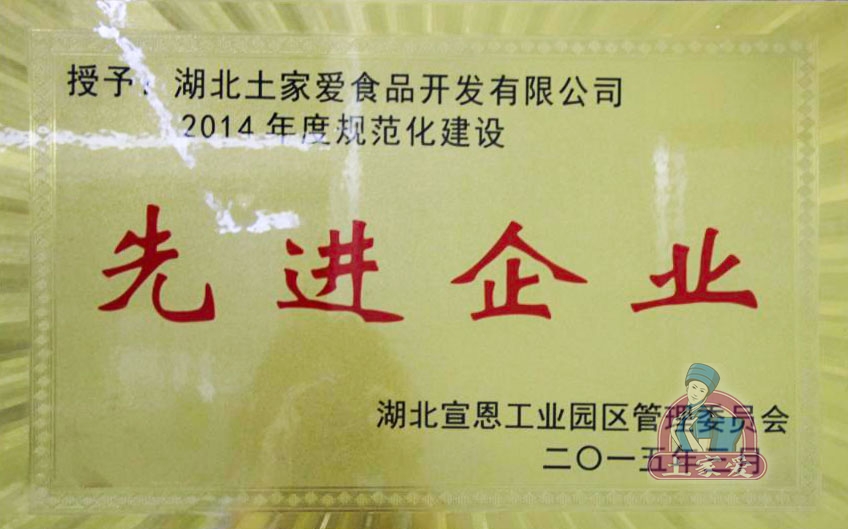 授予：湖北土家爱食品开发有限公司
2014年度规范化建设
先进企业
湖北宣恩工业园区管理委员会
二〇一五年三月
土家爱